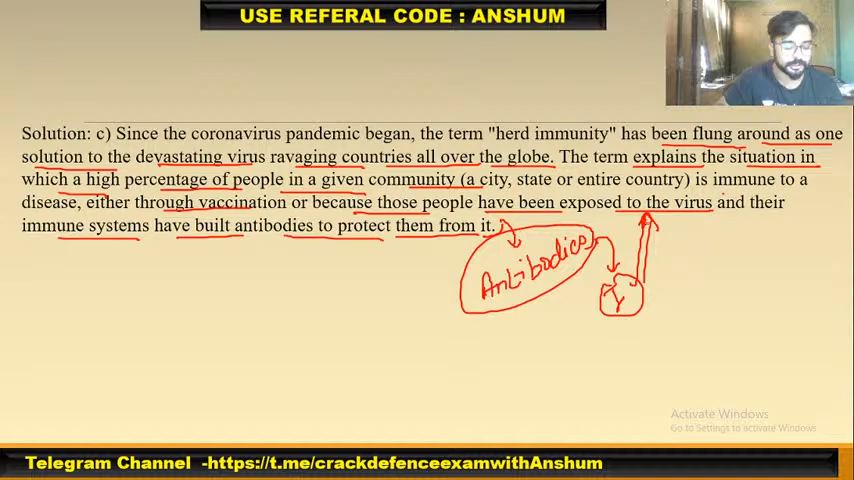 USE REFERAL CODE : ANSHUM
Solution: c) Since the coronavirus pandemic began, the term "herd immunity" has been flung around as one
solution to the devastating virus ravaging countries all over the globe. The term explains the situation in
which a high percentage of people in a given community (a city, state or entire country) is immune to a
disease, either through vaccination or because those people have been exposed to the virus and their
immune systems have built antibodies to protect them from it.
Antibodies
Y
Activate Windows
Go to Settings to activate Windows
Telegram Channel -https://t.me/crackdefenceexamwithAnshum